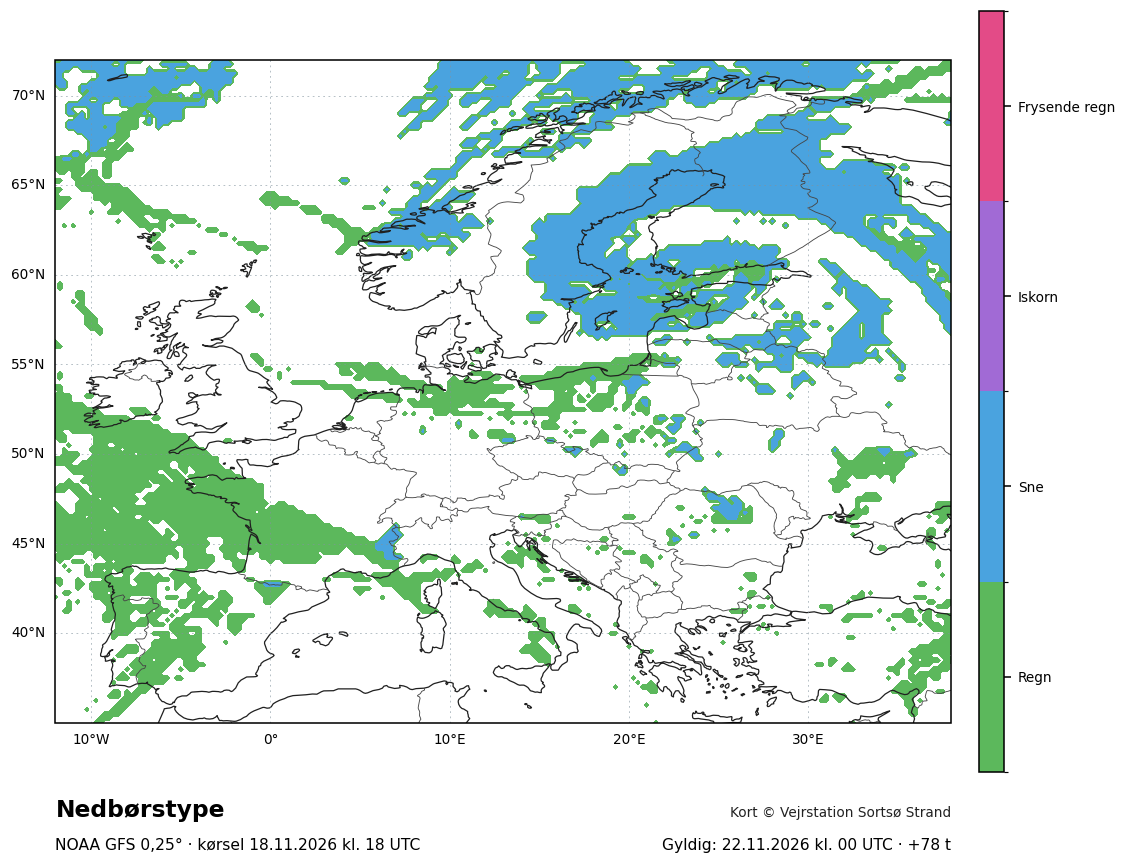 70°N
65°N
60°N
55°N
50°N
45°N
40°N
10°W
0°
10°E
20°E
30°E
Frysende regn
Iskorn
Sne
Regn
Nedbørstype
Kort © Vejrstation Sortsø Strand
NOAA GFS 0,25° · kørsel 18.11.2026 kl. 18 UTC
Gyldig: 22.11.2026 kl. 00 UTC · +78 t